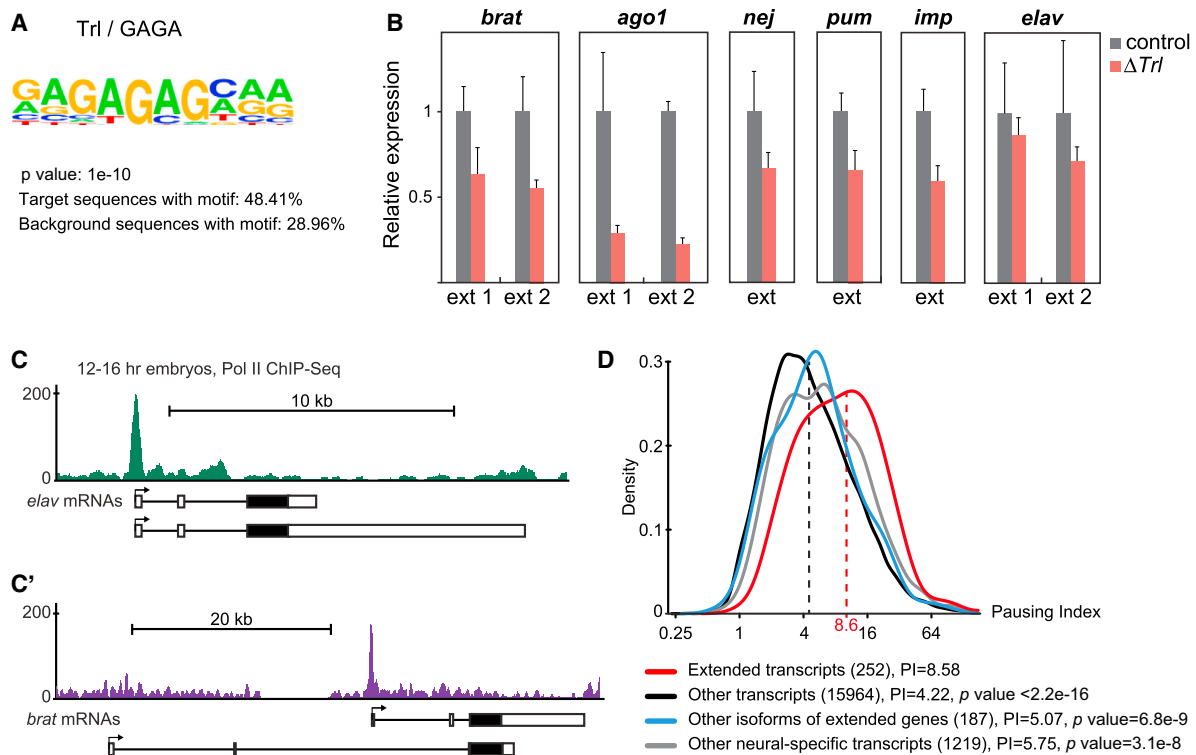 A
Trl / GAGA
GAGAGAGCAA
p value: 1e-10
Target sequences with motif: 48.41%
Background sequences with motif: 28.96%
B
brat
ago1
nej
pum
imp
elav
control
ΔTrl
Relative expression
1
0.5
ext 1
ext 2
ext 1
ext 2
ext
ext
ext
ext 1
ext 2
C
12-16 hr embryos, Pol II ChIP-Seq
200
10 kb
0
elav mRNAs
C'
200
20 kb
0
brat mRNAs
D
0.3
0.2
0.1
0
Density
0.25
1
4
8.6
16
64
Pausing Index
Extended transcripts (252), PI=8.58
Other transcripts (15964), PI=4.22, p value <2.2e-16
Other isoforms of extended genes (187), PI=5.07, p value=6.8e-9
Other neural-specific transcripts (1219), PI=5.75, p value=3.1e-8